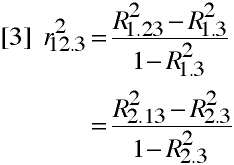 [3] r²₁₂.₃ = (R²₁.₂₃ − R²₁.₃) / (1 − R²₁.₃)
= (R²₂.₁₃ − R²₂.₃) / (1 − R²₂.₃)